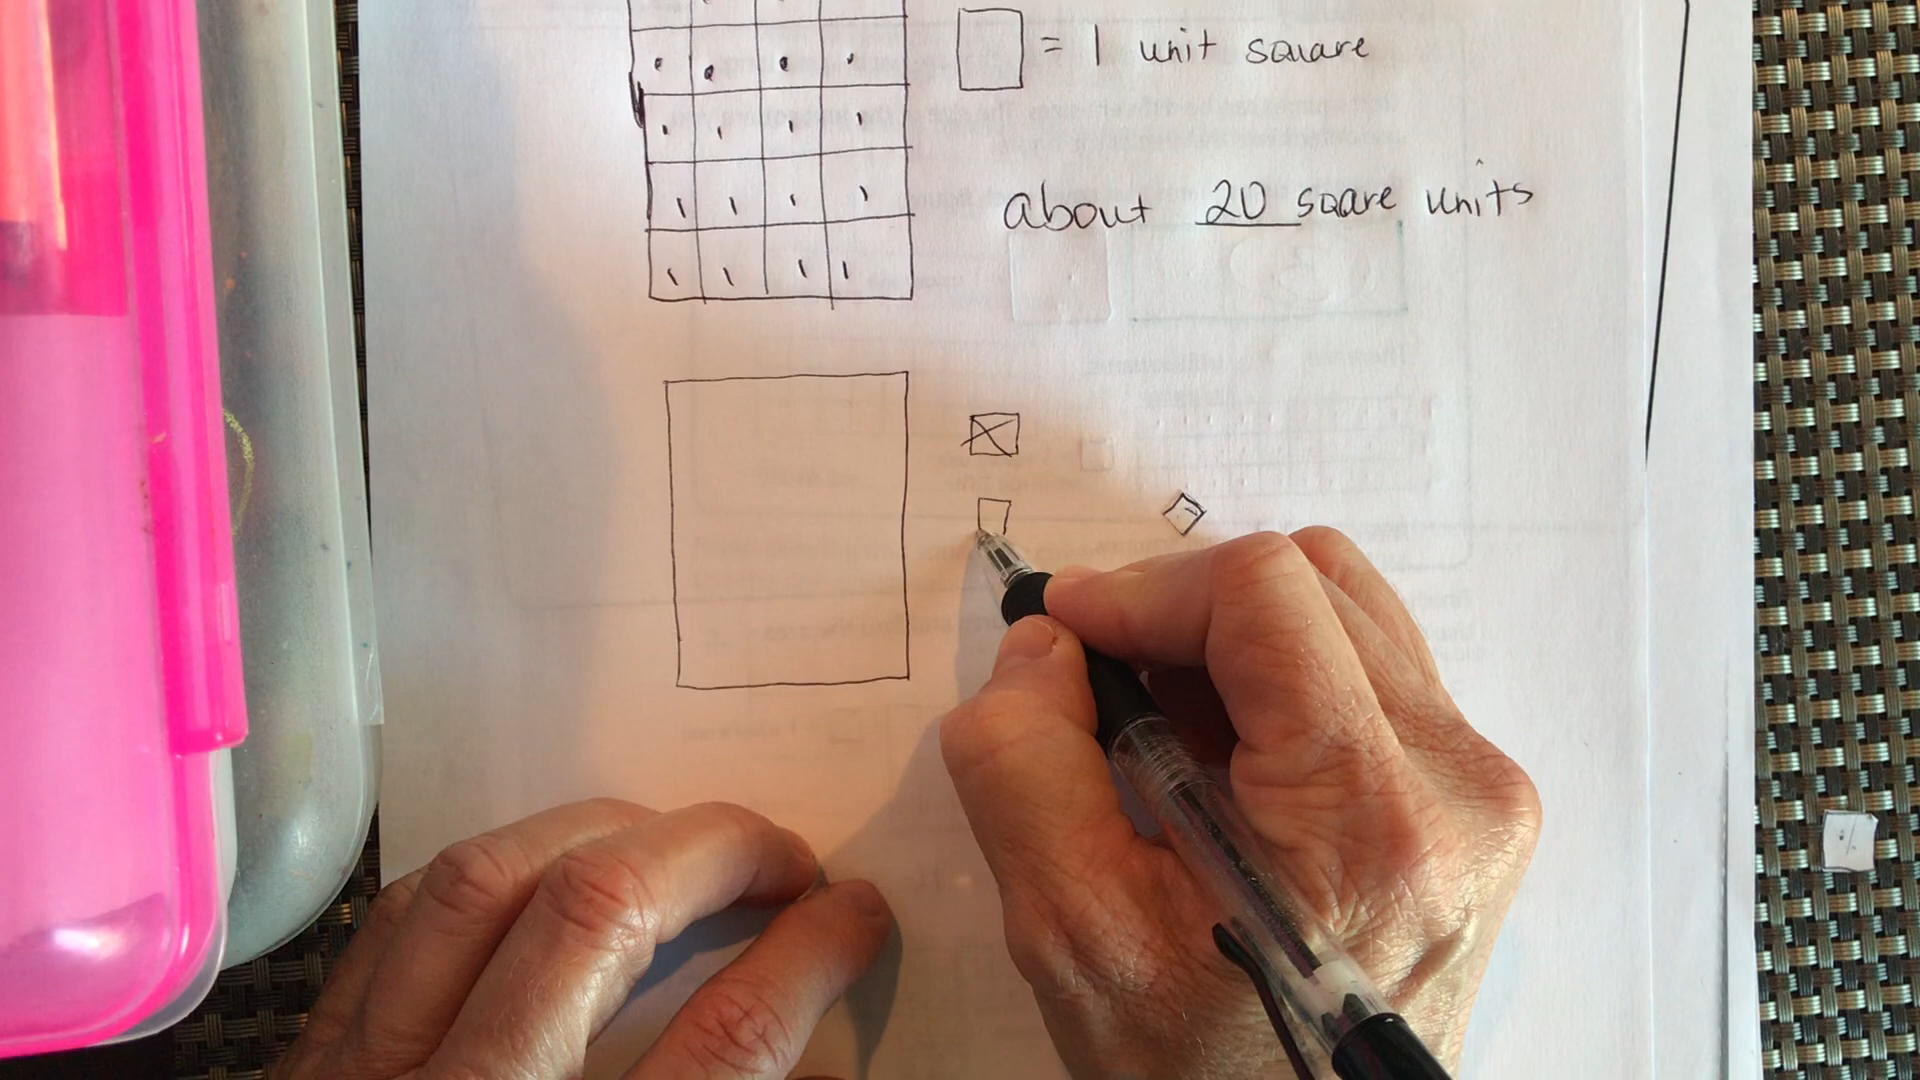 = 1 unit square
about 20 sqare units